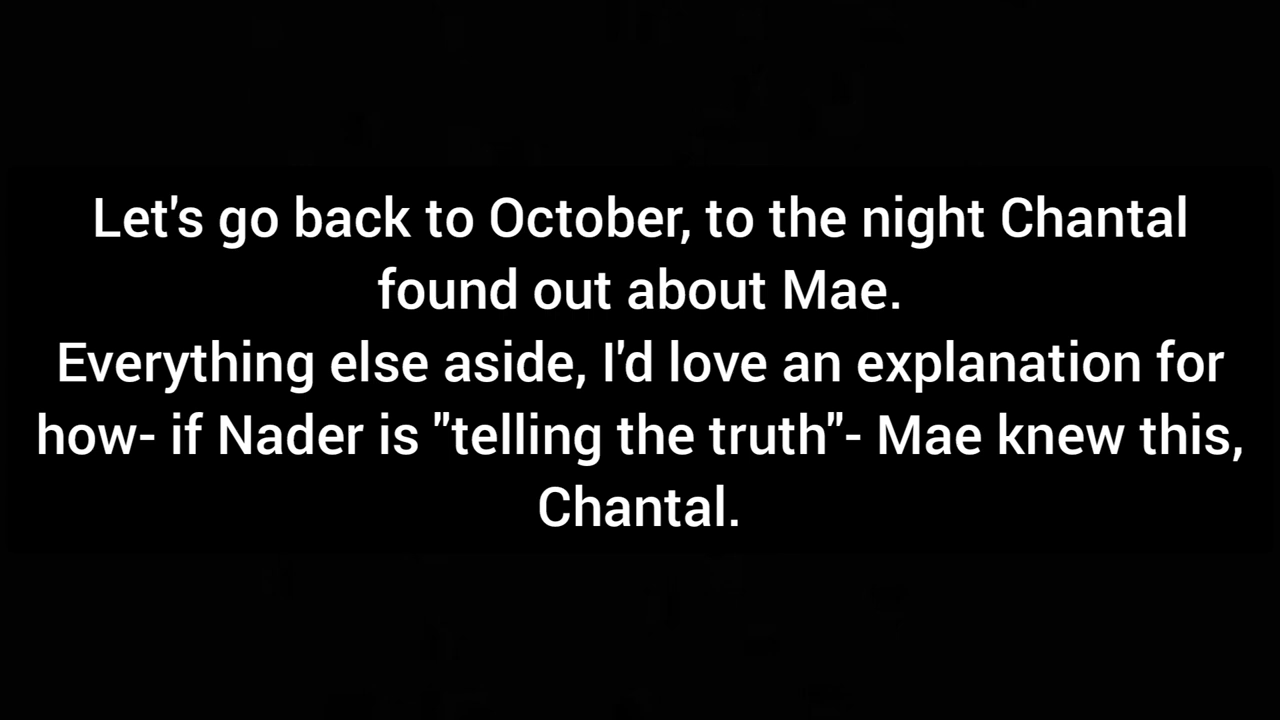 Let's go back to October, to the night Chantal
found out about Mae.
Everything else aside, I'd love an explanation for
how- if Nader is "telling the truth"- Mae knew this,
Chantal.